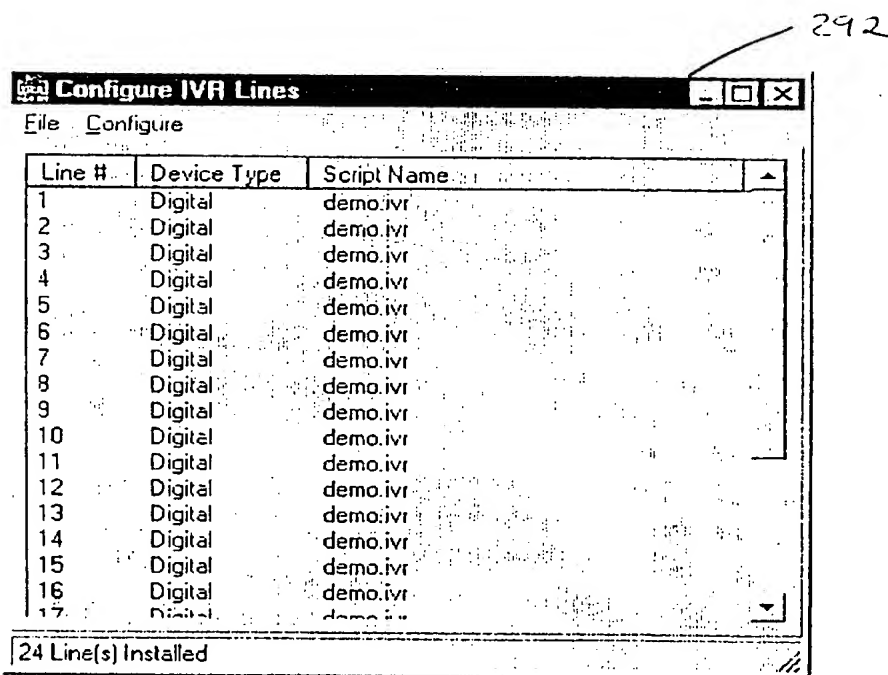 292
Configure IVR Lines
File Configure
Line # Device Type Script Name
1 Digital demo.ivr
2 Digital demo.ivr
3 Digital demo.ivr
4 Digital demo.ivr
5 Digital demo.ivr
6 Digital demo.ivr
7 Digital demo.ivr
8 Digital demo.ivr
9 Digital demo.ivr
10 Digital demo.ivr
11 Digital demo.ivr
12 Digital demo.ivr
13 Digital demo.ivr
14 Digital demo.ivr
15 Digital demo.ivr
16 Digital demo.ivr
17 Digital demo.ivr
24 Line(s) Installed